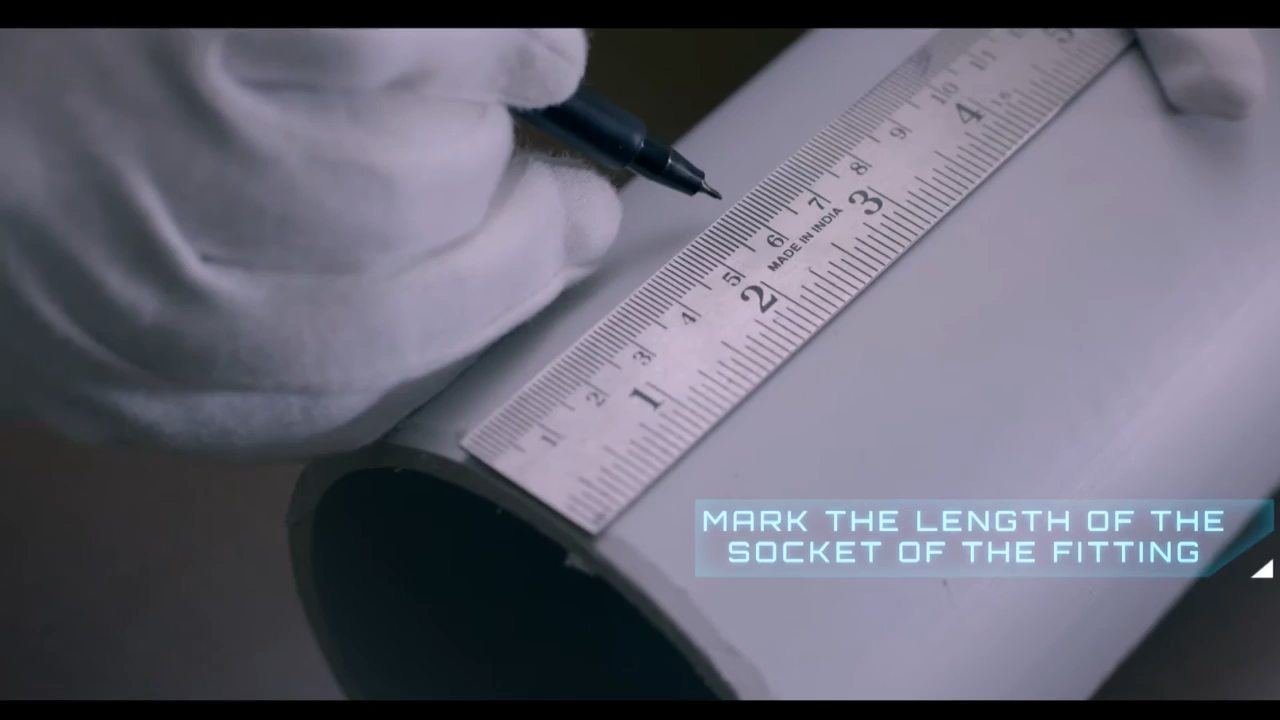 1 2 3 4 5 6 7 8 9 10 11
MADE IN INDIA
1 2 3 4 5
MARK THE LENGTH OF THE
SOCKET OF THE FITTING